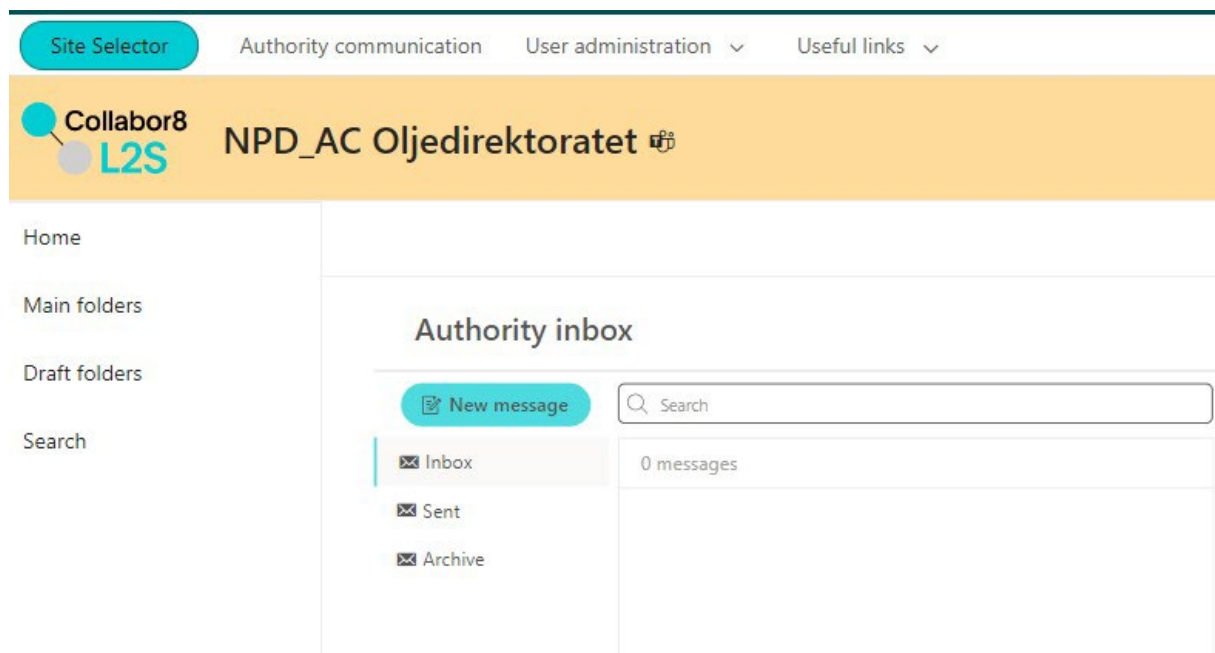 Site Selector Authority communication User administration Useful links
Collabor8
L2S
NPD_AC Oljedirektoratet
Home
Main folders
Draft folders
Search
Authority inbox
New message
Search
Inbox
0 messages
Sent
Archive